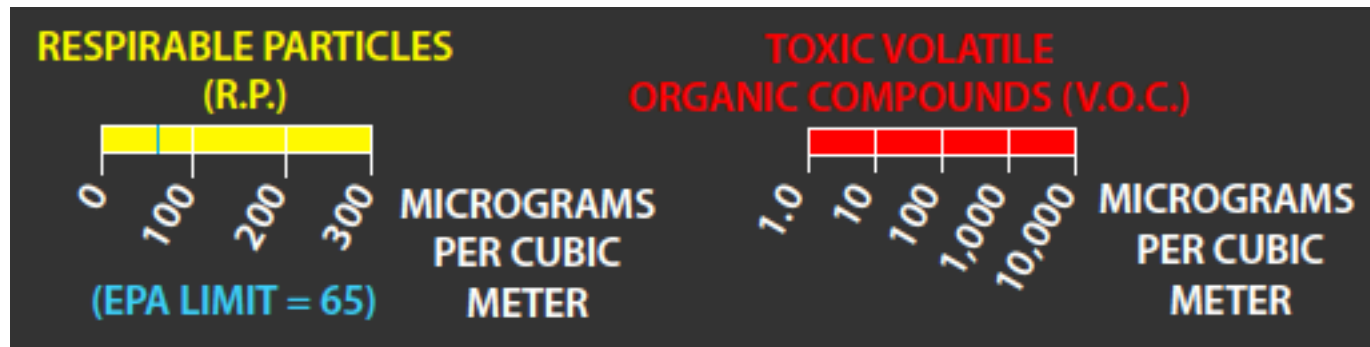 RESPIRABLE PARTICLES
(R.P.)
0
100
200
300
MICROGRAMS
PER CUBIC
METER
(EPA LIMIT = 65)
TOXIC VOLATILE
ORGANIC COMPOUNDS (V.O.C.)
1.0
10
100
1,000
10,000
MICROGRAMS
PER CUBIC
METER